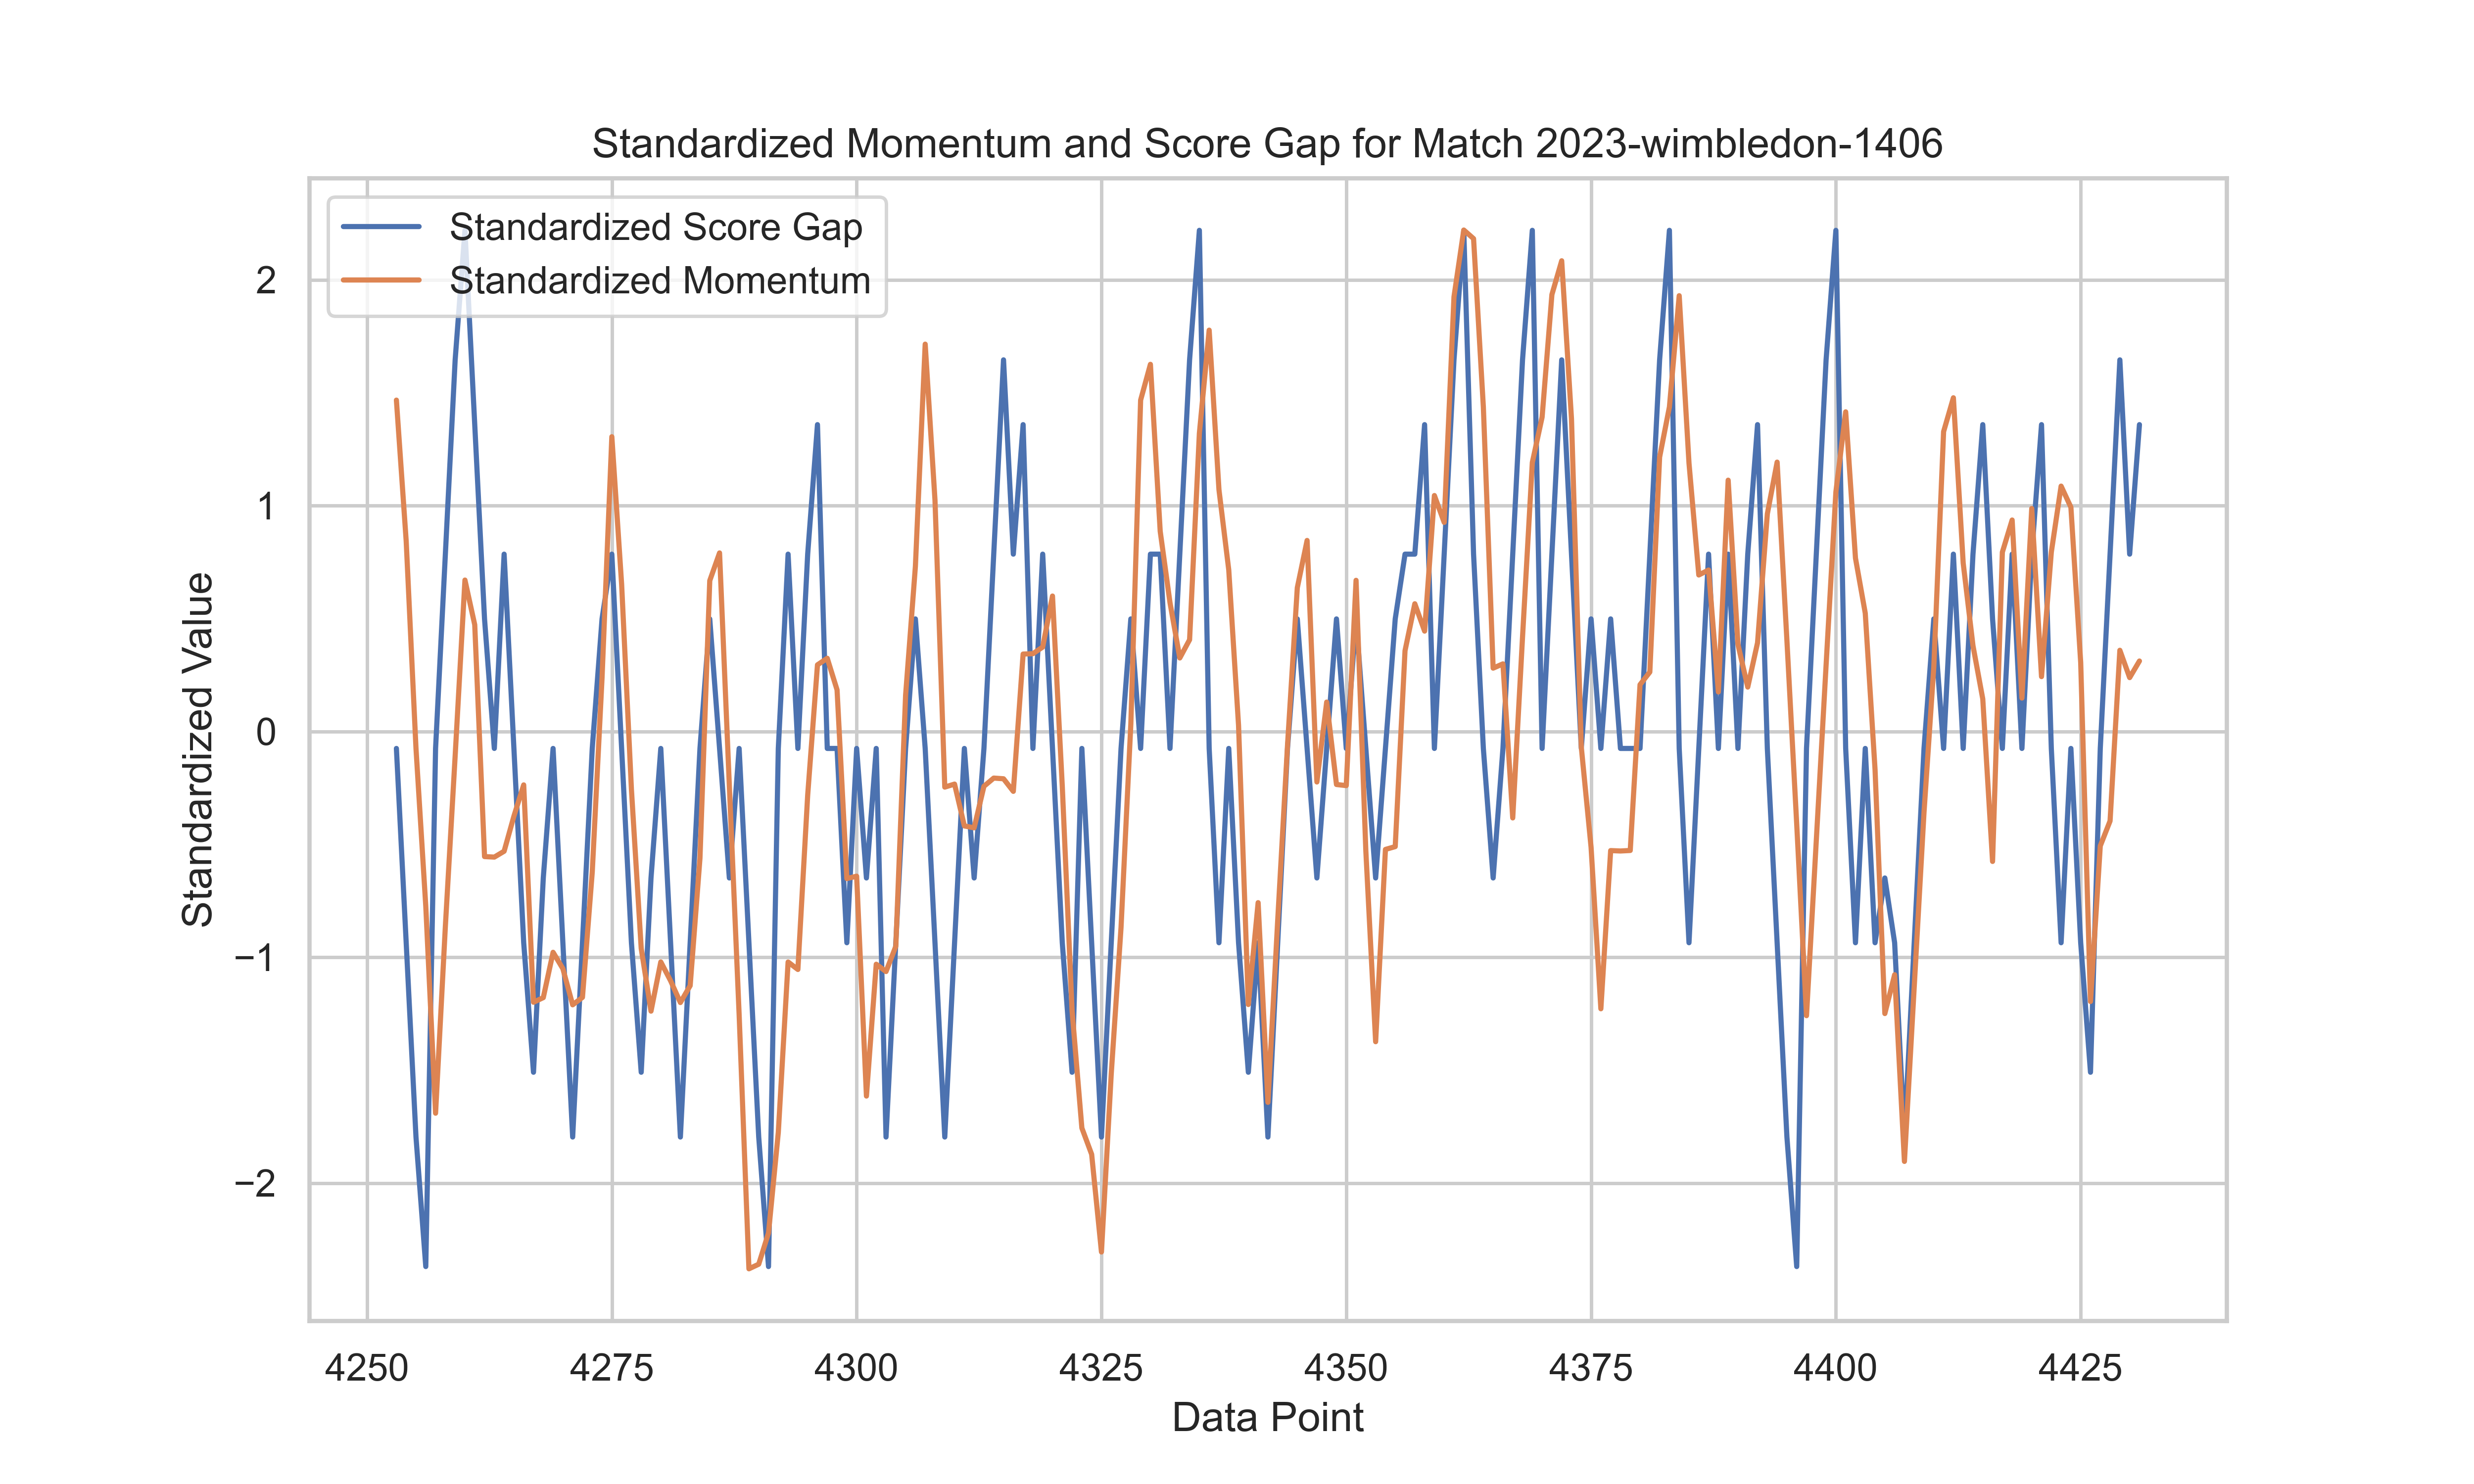 Standardized Momentum and Score Gap for Match 2023-wimbledon-1406
Standardized Score Gap
Standardized Momentum
2
1
0
−1
−2
Standardized Value
4250 4275 4300 4325 4350 4375 4400 4425
Data Point